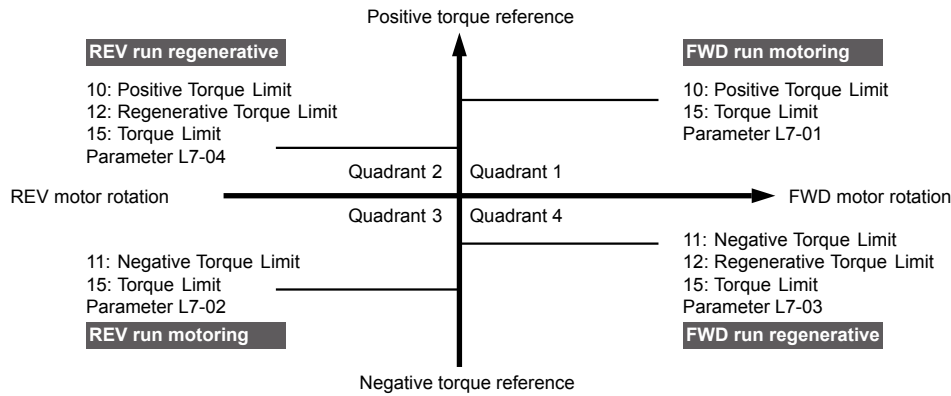 Positive torque reference
REV run regenerative
10: Positive Torque Limit
12: Regenerative Torque Limit
15: Torque Limit
Parameter L7-04
FWD run motoring
10: Positive Torque Limit
15: Torque Limit
Parameter L7-01
Quadrant 2
Quadrant 1
REV motor rotation
FWD motor rotation
Quadrant 3
Quadrant 4
11: Negative Torque Limit
15: Torque Limit
Parameter L7-02
REV run motoring
11: Negative Torque Limit
12: Regenerative Torque Limit
15: Torque Limit
Parameter L7-03
FWD run regenerative
Negative torque reference